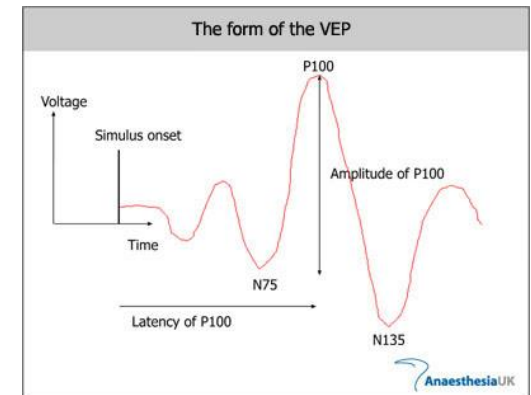 The form of the VEP
P100
Voltage
Simulus onset
Amplitude of P100
Time
N75
Latency of P100
N135
AnaesthesiaUK